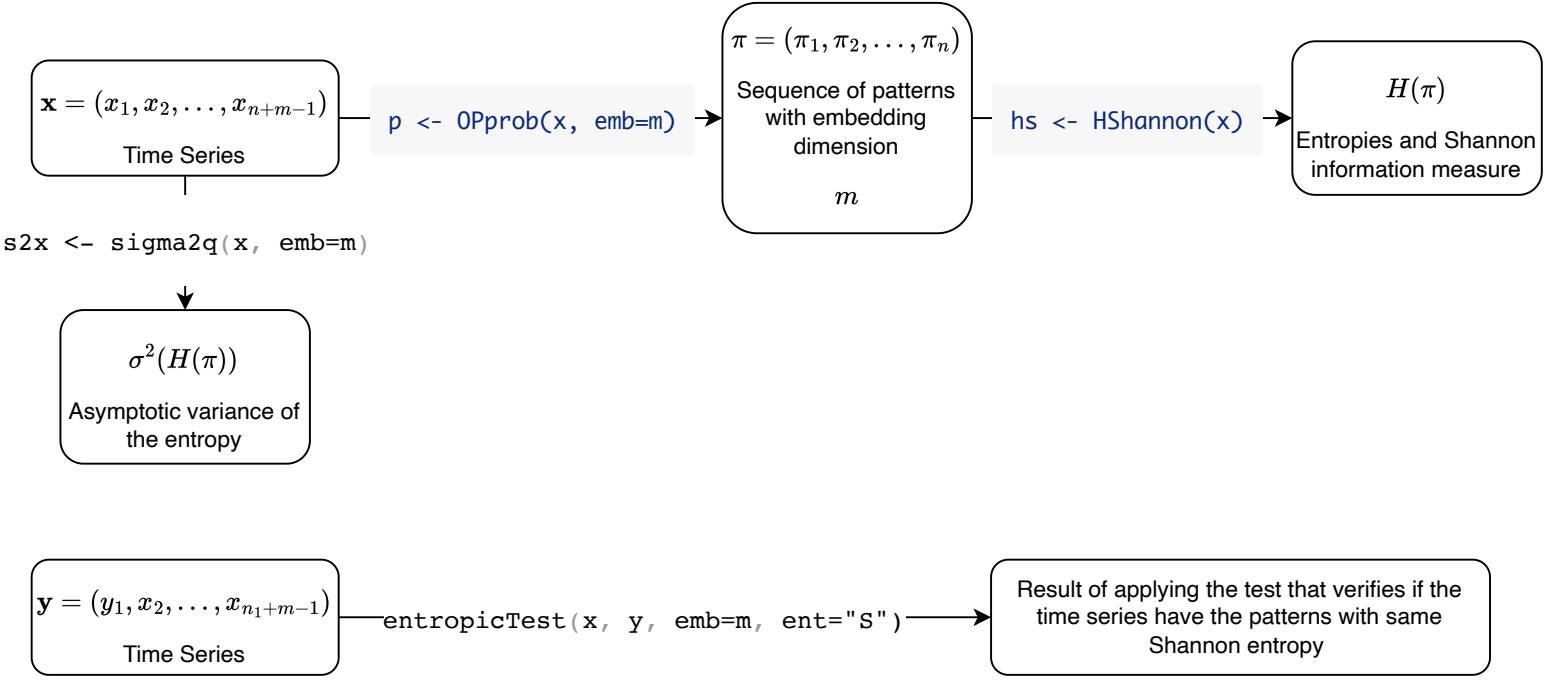 π = (π₁, π₂, . . . , πₙ)
x = (x₁, x₂, . . . , xₙ₊ₘ₋₁)
Time Series
p <- OPprob(x, emb=m)
Sequence of patterns
with embedding
dimension
m
hs <- HShannon(x)
H(π)
Entropies and Shannon
information measure
s2x <- sigma2q(x, emb=m)
σ²(H(π))
Asymptotic variance of
the entropy
y = (y₁, x₂, . . . , x_{n₁+m−1})
Time Series
entropicTest(x, y, emb=m, ent="S")
Result of applying the test that verifies if the
time series have the patterns with same
Shannon entropy